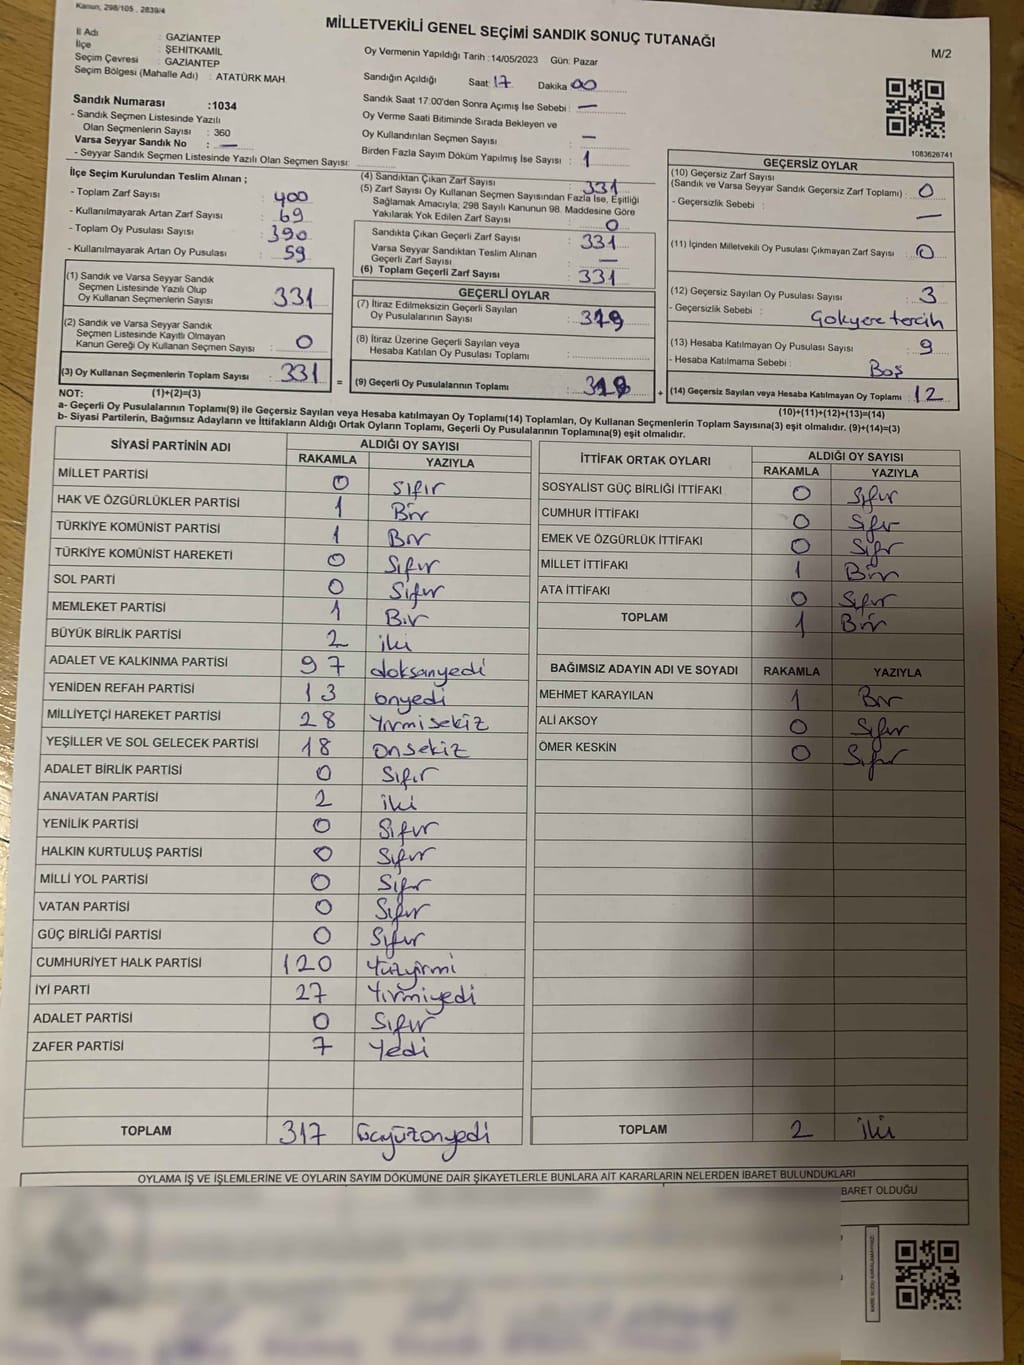 Kanun, 298/105 , 2839/4
MİLLETVEKİLİ GENEL SEÇİMİ SANDIK SONUÇ TUTANAĞI
M/2
İl Adı : GAZİANTEP
İlçe : ŞEHİTKAMİL
Seçim Çevresi : GAZİANTEP
Seçim Bölgesi (Mahalle Adı) : ATATÜRK MAH.
Oy Vermenin Yapıldığı Tarih :14/05/2023 Gün: Pazar
Sandığın Açıldığı Saat 17 Dakika 00
Sandık Saat 17:00'den Sonra Açımış İse Sebebi : —
Oy Verme Saati Bitiminde Sırada Bekleyen ve
Oy Kullandırılan Seçmen Sayısı : —
Birden Fazla Sayım Döküm Yapılmış İse Sayısı : 1
Sandık Numarası :1034
- Sandık Seçmen Listesinde Yazılı
Olan Seçmenlerin Sayısı : 360
Varsa Seyyar Sandık No : —
- Seyyar Sandık Seçmen Listesinde Yazılı Olan Seçmen Sayısı:
1083626741
İlçe Seçim Kurulundan Teslim Alınan ;
- Toplam Zarf Sayısı : 400
- Kullanılmayarak Artan Zarf Sayısı : 69
- Toplam Oy Pusulası Sayısı : 390
- Kullanılmayarak Artan Oy Pusulası : 59
(1) Sandık ve Varsa Seyyar Sandık
Seçmen Listesinde Yazılı Olup
Oy Kullanan Seçmenlerin Sayısı : 331
(2) Sandık ve Varsa Seyyar Sandık
Seçmen Listesinde Kayıtlı Olmayan
Kanun Gereği Oy Kullanan Seçmen Sayısı : 0
(3) Oy Kullanan Seçmenlerin Toplam Sayısı : 331 =
(4) Sandıktan Çıkan Zarf Sayısı : 331
(5) Zarf Sayısı Oy Kullanan Seçmen Sayısından Fazla İse, Eşitliği
Sağlamak Amacıyla; 298 Sayılı Kanunun 98. Maddesine Göre
Yakılarak Yok Edilen Zarf Sayısı : 0
Sandıkta Çıkan Geçerli Zarf Sayısı : 331
Varsa Seyyar Sandıktan Teslim Alınan
Geçerli Zarf Sayısı : —
(6) Toplam Geçerli Zarf Sayısı : 331
GEÇERLİ OYLAR
(7) İtiraz Edilmeksizin Geçerli Sayılan
Oy Pusulalarının Sayısı : 319
(8) İtiraz Üzerine Geçerli Sayılan veya
Hesaba Katılan Oy Pusulası Toplamı :
(9) Geçerli Oy Pusulalarının Toplamı : +
GEÇERSİZ OYLAR
(10) Geçersiz Zarf Sayısı
(Sandık ve Varsa Seyyar Sandık Geçersiz Zarf Toplamı) : 0
- Geçersizlik Sebebi : —
(11) İçinden Milletvekili Oy Pusulası Çıkmayan Zarf Sayısı : 0
(12) Geçersiz Sayılan Oy Pusulası Sayısı : 3
- Geçersizlik Sebebi : Gökyere tercih
(13) Hesaba Katılmayan Oy Pusulası Sayısı : 9
- Hesaba Katılmama Sebebi : Boş
(14) Geçersiz Sayılan veya Hesaba Katılmayan Oy Toplamı : 12
NOT: (1)+(2)=(3) (10)+(11)+(12)+(13)=(14)
a- Geçerli Oy Pusulalarının Toplamı(9) ile Geçersiz Sayılan veya Hesaba katılmayan Oy Toplamı(14) Toplamları, Oy Kullanan Seçmenlerin Toplam Sayısına(3) eşit olmalıdır. (9)+(14)=(3)
b- Siyasi Partilerin, Bağımsız Adayların ve İttifakların Aldığı Ortak Oyların Toplamı, Geçerli Oy Pusulalarının Toplamına(9) eşit olmalıdır.
SİYASİ PARTİNİN ADI ALDIĞI OY SAYISI
RAKAMLA YAZIYLA
MİLLET PARTİSİ 0 Sıfır
HAK VE ÖZGÜRLÜKLER PARTİSİ 1 Bir
TÜRKİYE KOMÜNİST PARTİSİ 1 Bir
TÜRKİYE KOMÜNİST HAREKETİ 0 Sıfır
SOL PARTİ 0 Sıfır
MEMLEKET PARTİSİ 1 Bir
BÜYÜK BİRLİK PARTİSİ 2 iki
ADALET VE KALKINMA PARTİSİ 97 doksanyedi
YENİDEN REFAH PARTİSİ 13 onyedi
MİLLİYETÇİ HAREKET PARTİSİ 28 Yirmisekiz
YEŞİLLER VE SOL GELECEK PARTİSİ 18 onsekiz
ADALET BİRLİK PARTİSİ 0 Sıfır
ANAVATAN PARTİSİ 2 iki
YENİLİK PARTİSİ 0 Sıfır
HALKIN KURTULUŞ PARTİSİ 0 Sıfır
MİLLİ YOL PARTİSİ 0 Sıfır
VATAN PARTİSİ 0 Sıfır
GÜÇ BİRLİĞİ PARTİSİ 0 Sıfır
CUMHURİYET HALK PARTİSİ 120 Yüzyirmi
İYİ PARTİ 27 Yirmiyedi
ADALET PARTİSİ 0 Sıfır
ZAFER PARTİSİ 7 Yedi
TOPLAM 317 üçyüzonyedi
İTTİFAK ORTAK OYLARI ALDIĞI OY SAYISI
RAKAMLA YAZIYLA
SOSYALİST GÜÇ BİRLİĞİ İTTİFAKI 0 Sıfır
CUMHUR İTTİFAKI 0 Sıfır
EMEK VE ÖZGÜRLÜK İTTİFAKI 0 Sıfır
MİLLET İTTİFAKI 1 Bir
ATA İTTİFAKI 0 Sıfır
TOPLAM 1 Bir
BAĞIMSIZ ADAYIN ADI VE SOYADI RAKAMLA YAZIYLA
MEHMET KARAYILAN 1 Bir
ALİ AKSOY 0 Sıfır
ÖMER KESKİN 0 Sıfır
TOPLAM 2 iki
OYLAMA İŞ VE İŞLEMLERİNE VE OYLARIN SAYIM DÖKÜMÜNE DAİR ŞİKAYETLERLE BUNLARA AİT KARARLARIN NELERDEN İBARET BULUNDUKLARI
BARET OLDUĞU